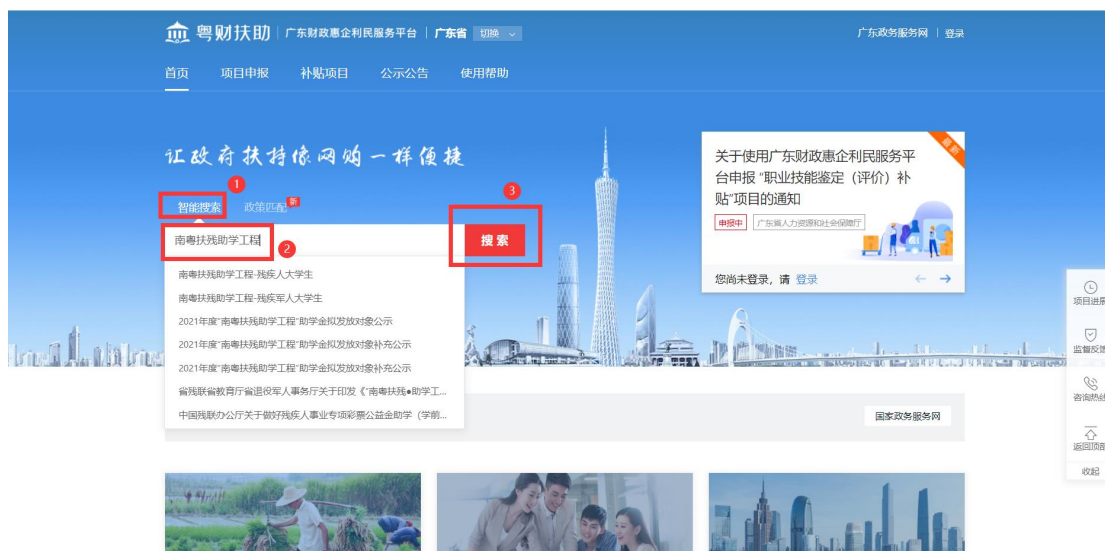 粤财扶助 广东财政惠企利民服务平台 广东省 切换
广东政务服务网 登录
首页 项目申报 补贴项目 公示公告 使用帮助
让政府扶持像网购一样便捷
1
智能搜索 政策匹配 新
3
南粤扶残助学工程
2
搜索
南粤扶残助学工程-残疾人大学生
南粤扶残助学工程-残疾军人大学生
2021年度"南粤扶残助学工程"助学金拟发放对象公示
2021年度"南粤扶残助学工程"助学金拟发放对象补充公示
2021年度"南粤扶残助学工程"助学金拟发放对象补充公示
省残联省教育厅省退役军人事务厅关于印发《"南粤扶残●助学工...
中国残联办公厅关于做好残疾人事业专项彩票公益金助学（学前...
最新
关于使用广东财政惠企利民服务平
台申报"职业技能鉴定（评价）补
贴"项目的通知
申报中 广东省人力资源和社会保障厅
您尚未登录，请 登录
← →
国家政务服务网
项目进展
监督反馈
咨询热线
返回顶部
收起